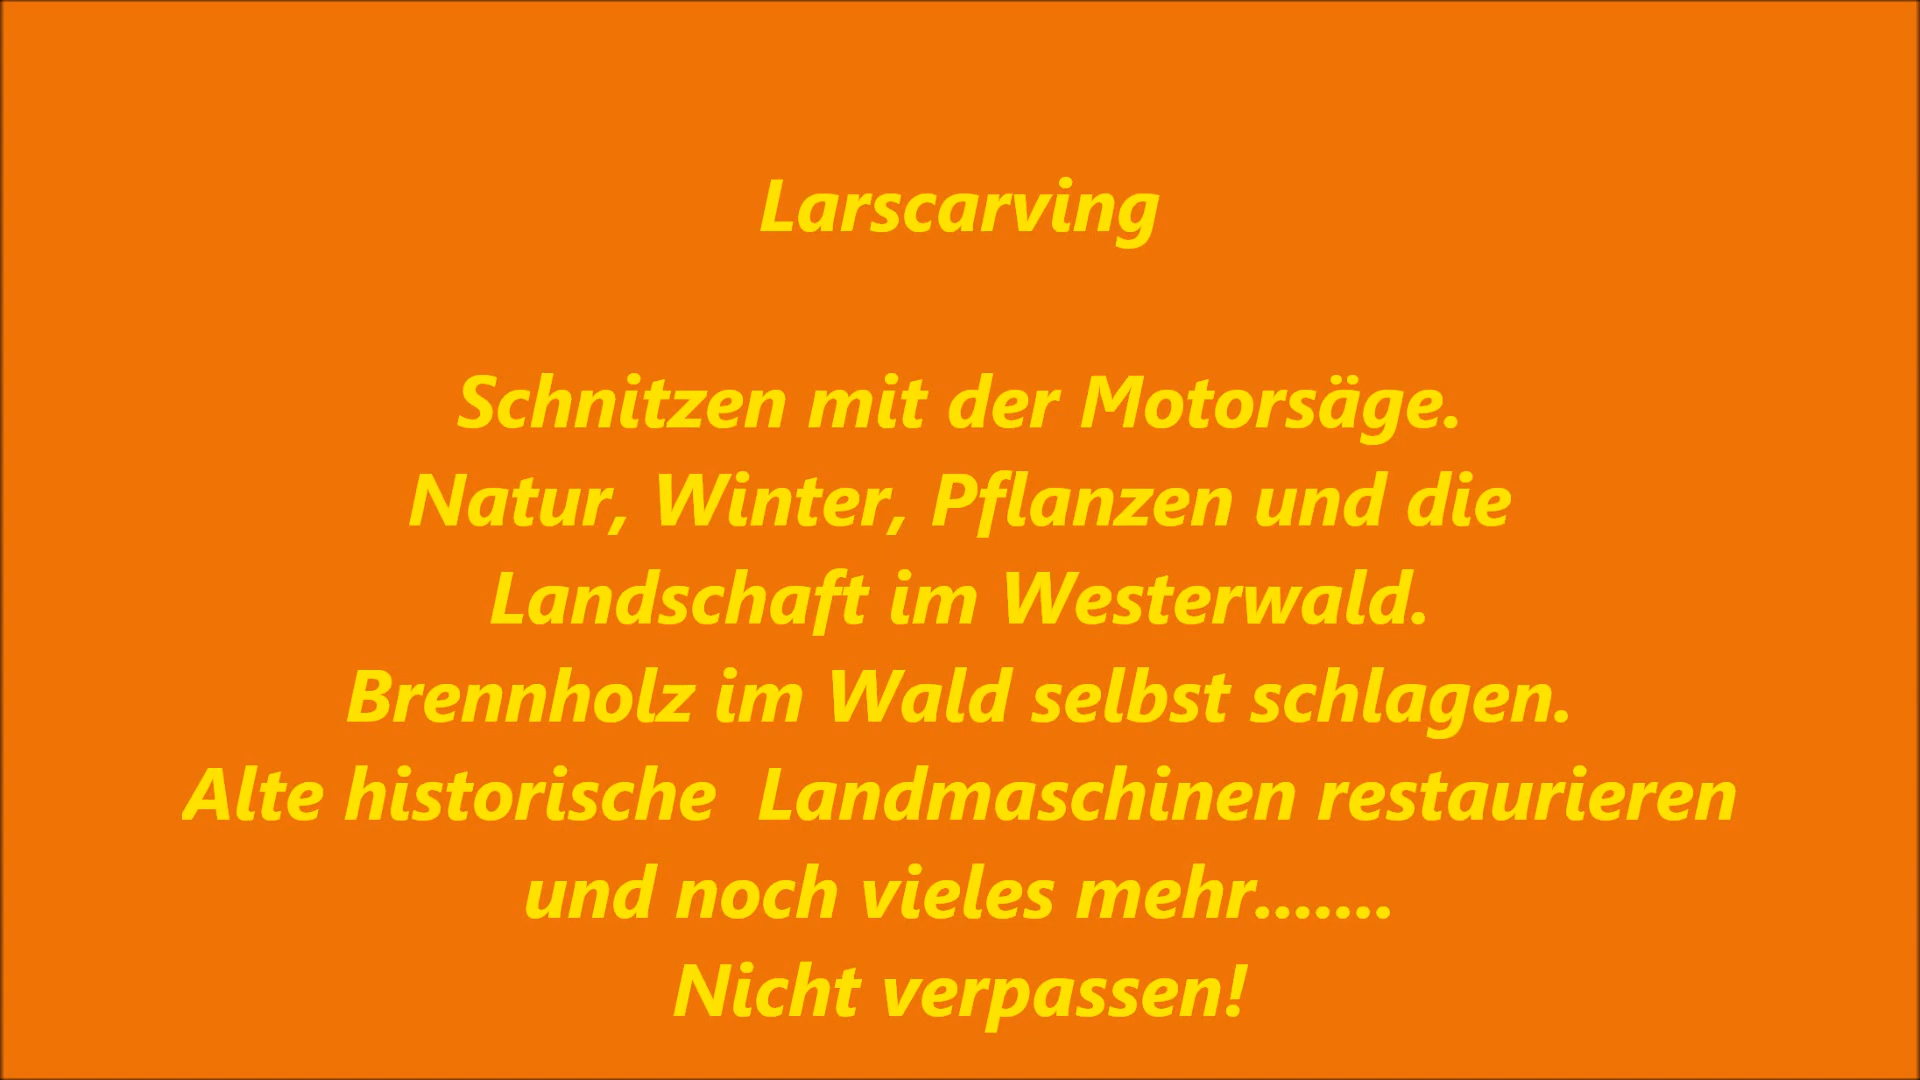 Larscarving
Schnitzen mit der Motorsäge.
Natur, Winter, Pflanzen und die
Landschaft im Westerwald.
Brennholz im Wald selbst schlagen.
Alte historische  Landmaschinen restaurieren
und noch vieles mehr.......
Nicht verpassen!